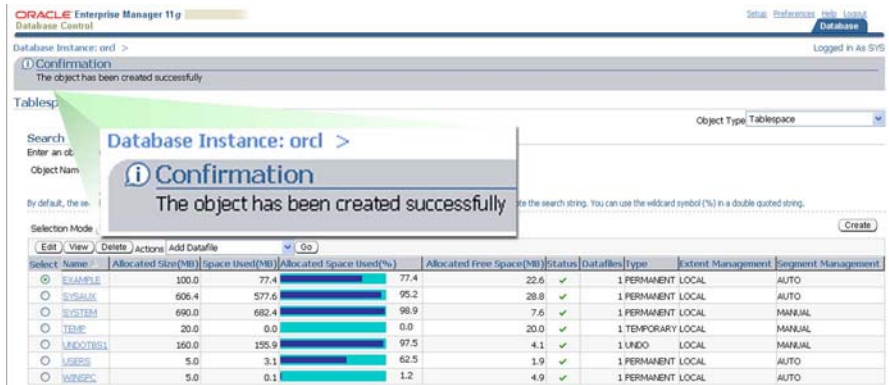 ORACLE Enterprise Manager 11g
Database Control
Setup Preferences Help Logout
Database
Database Instance: orcl >
Logged in As SYS
Confirmation
The object has been created successfully
Tablesp
Object Type Tablespace
Database Instance: orcl >
Confirmation
The object has been created successfully
Search
Enter an ob
Object Nam
By default, the se
te the search string. You can use the wildcard symbol (%) in a double quoted string.
Selection Mode
Create
Edit View Delete Actions Add Datafile Go
Select Name Allocated Size(MB) Space Used(MB) Allocated Space Used(%) Allocated Free Space(MB) Status Datafiles Type Extent Management Segment Management
EXAMPLE 100.0 77.4 77.4 22.6 1 PERMANENT LOCAL AUTO
SYSAUX 606.4 577.6 95.2 28.8 1 PERMANENT LOCAL AUTO
SYSTEM 690.0 682.4 98.9 7.6 1 PERMANENT LOCAL MANUAL
TEMP 20.0 0.0 0.0 20.0 1 TEMPORARY LOCAL MANUAL
UNDOTBS1 160.0 155.9 97.5 4.1 1 UNDO LOCAL MANUAL
USERS 5.0 3.1 62.5 1.9 1 PERMANENT LOCAL AUTO
WINSPC 5.0 0.1 1.2 4.9 1 PERMANENT LOCAL AUTO